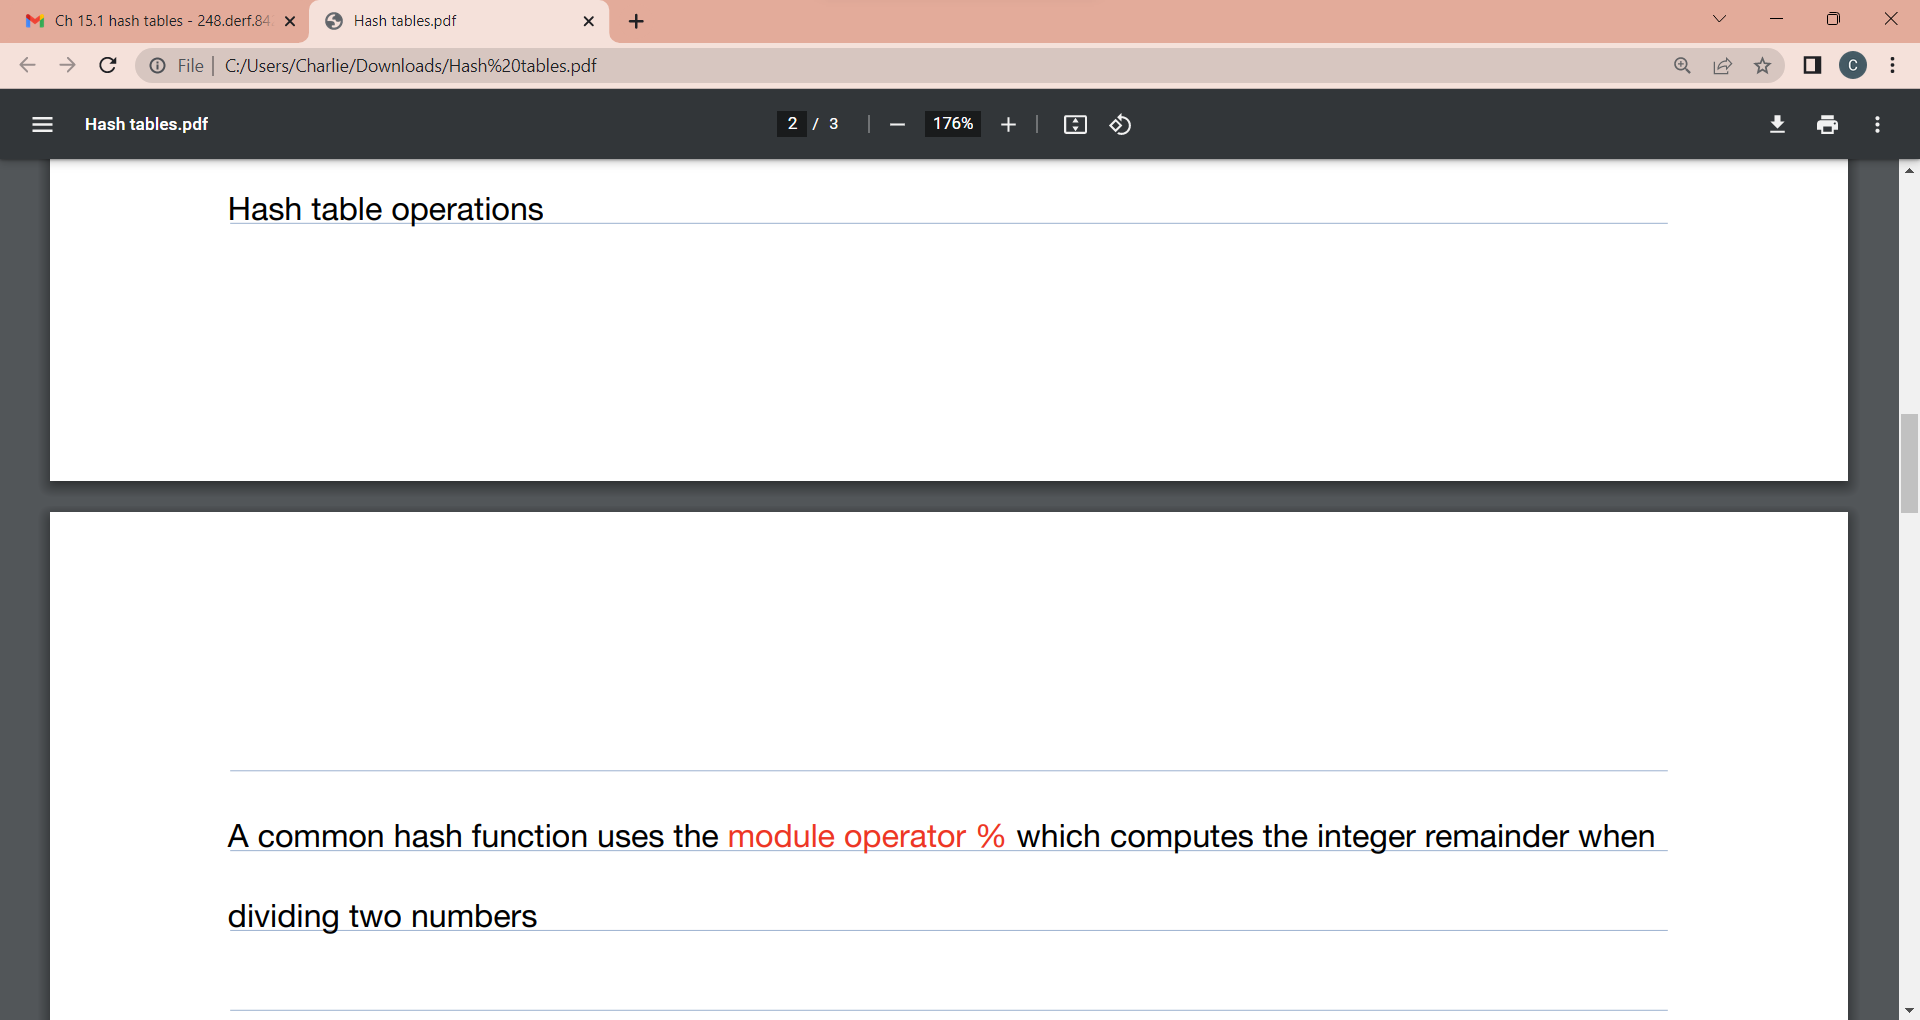 Ch 15.1 hash tables - 248.derf.84
Hash tables.pdf
File
C:/Users/Charlie/Downloads/Hash%20tables.pdf
C
Hash tables.pdf
2 / 3
176%
Hash table operations
A common hash function uses the module operator % which computes the integer remainder when
dividing two numbers